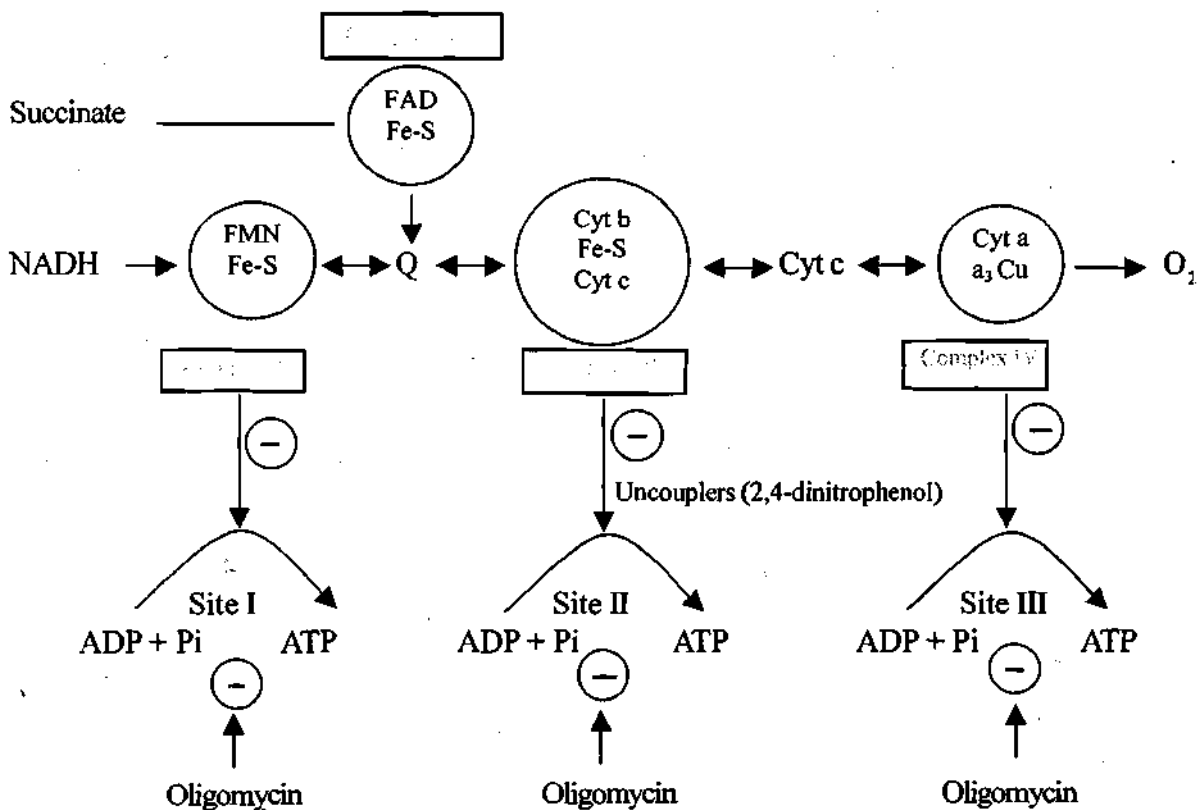 Succinate
FAD
Fe-S
NADH
FMN
Fe-S
Q
Cyt b
Fe-S
Cyt c
Cyt c
Cyt a
a₃ Cu
O₂
Complex IV
−
−
−
Uncouplers (2,4-dinitrophenol)
Site I
ADP + Pi ATP
Site II
ADP + Pi ATP
Site III
ADP + Pi ATP
−
−
−
Oligomycin
Oligomycin
Oligomycin